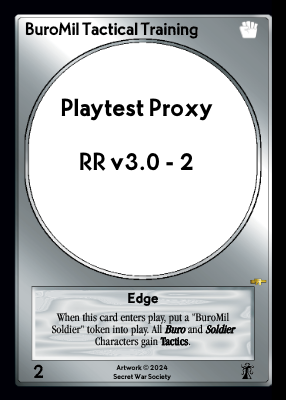 BuroMil Tactical Training
Playtest Proxy
RR v3.0 - 2
Edge
When this card enters play, put a "BuroMil
Soldier" token into play. All Buro and Soldier
Characters gain Tactics.
2
Artwork © 2024
Secret War Society